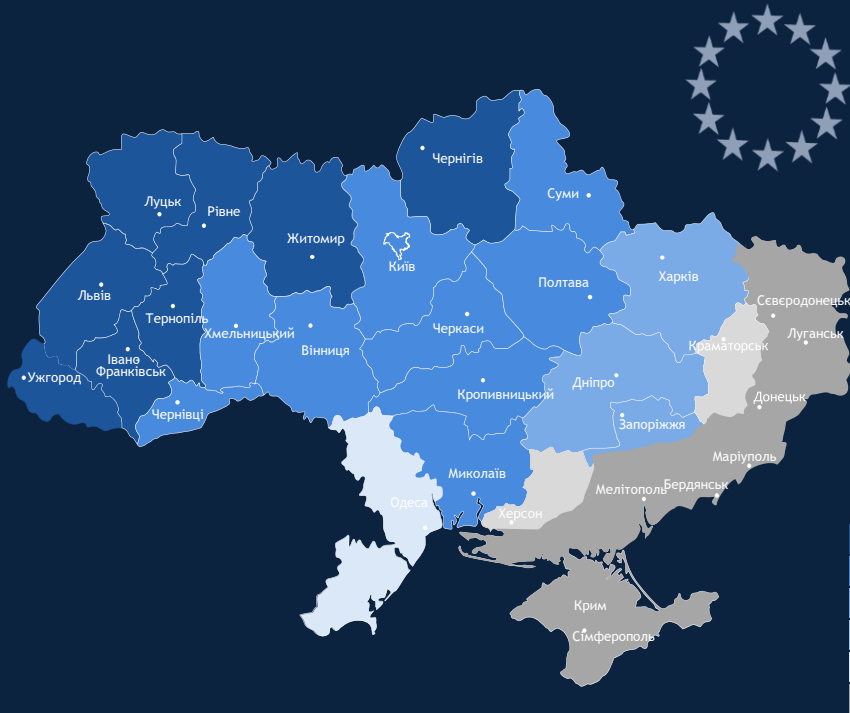 Чернігів
Суми
Луцьк
Рівне
Житомир
Київ
Харків
Полтава
Львів
Сєвєродонецьк
Тернопіль
Черкаси
Хмельницький
Луганськ
Краматорськ
Вінниця
Івано
Франківськ
Ужгород
Дніпро
Кропивницький
Донецьк
Чернівці
Запоріжжя
Маріуполь
Миколаїв
Бердянськ
Мелітополь
Одеса
Херсон
Крим
Сімферополь